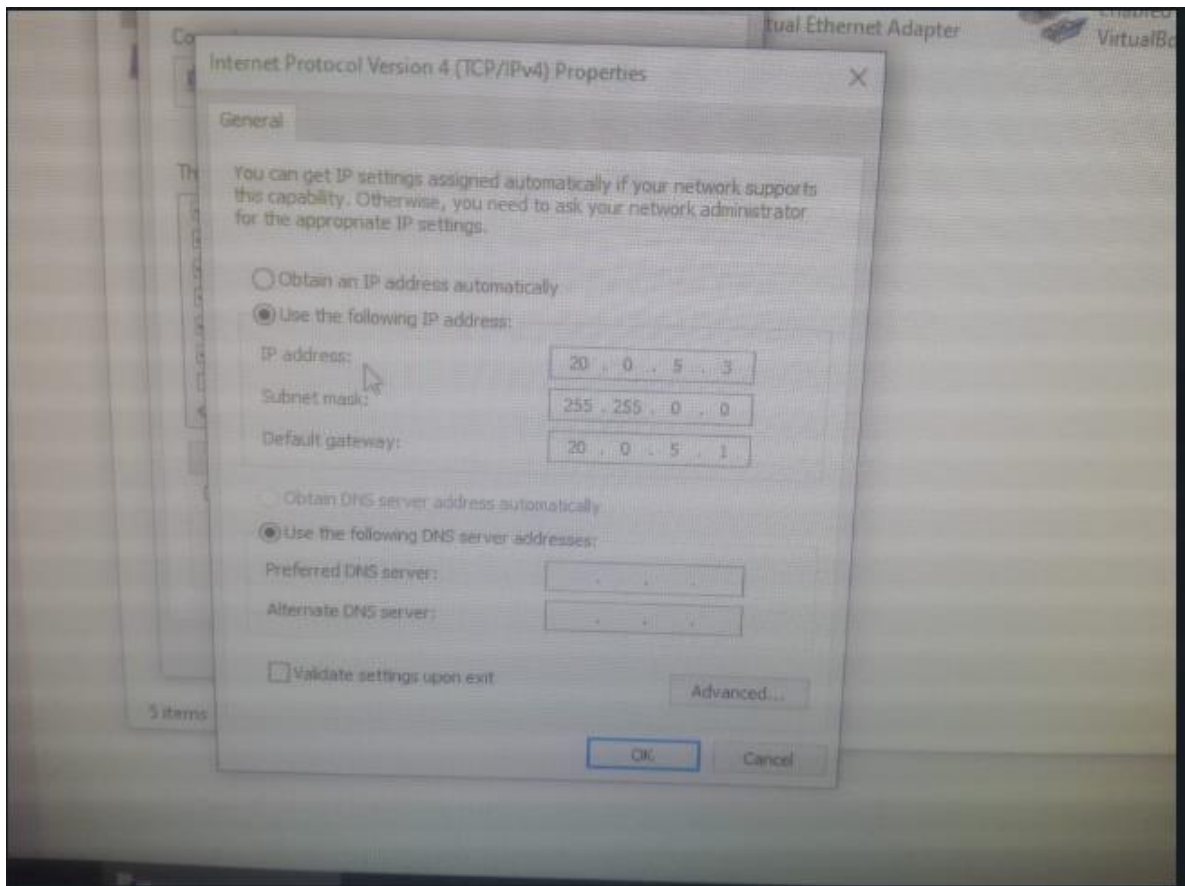 tual Ethernet Adapter
VirtualBo
Co
Internet Protocol Version 4 (TCP/IPv4) Properties
General
Th
You can get IP settings assigned automatically if your network supports
this capability. Otherwise, you need to ask your network administrator
for the appropriate IP settings.
Obtain an IP address automatically
Use the following IP address:
IP address: 20 . 0 . 5 . 3
Subnet mask: 255 . 255 . 0 . 0
Default gateway: 20 . 0 . 5 . 1
Obtain DNS server address automatically
Use the following DNS server addresses:
Preferred DNS server: . . .
Alternate DNS server: . . .
Validate settings upon exit
Advanced...
5 items
OK Cancel